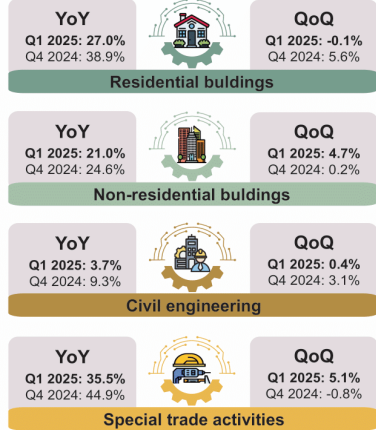 YoY
Q1 2025: 27.0%
Q4 2024: 38.9%
QoQ
Q1 2025: -0.1%
Q4 2024: 5.6%
Residential buldings
YoY
Q1 2025: 21.0%
Q4 2024: 24.6%
QoQ
Q1 2025: 4.7%
Q4 2024: 0.2%
Non-residential buldings
YoY
Q1 2025: 3.7%
Q4 2024: 9.3%
QoQ
Q1 2025: 0.4%
Q4 2024: 3.1%
Civil engineering
YoY
Q1 2025: 35.5%
Q4 2024: 44.9%
QoQ
Q1 2025: 5.1%
Q4 2024: -0.8%
Special trade activities